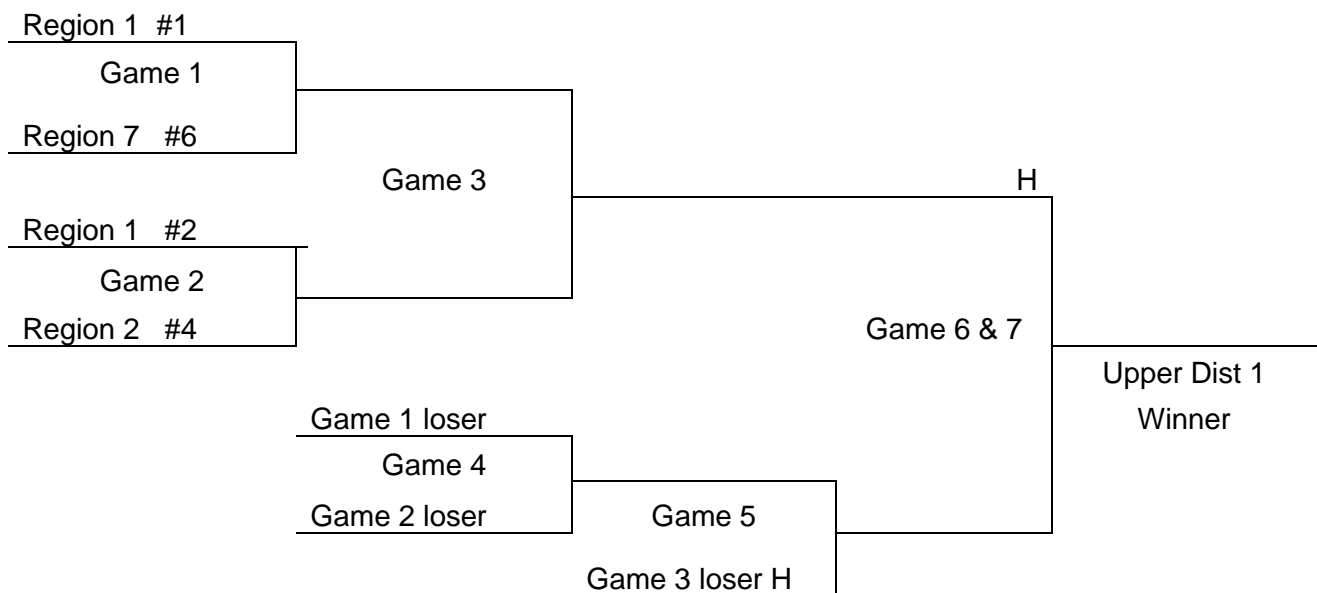 Region 1 #1
Game 1
Region 7 #6
Game 3
H
Region 1 #2
Game 2
Region 2 #4
Game 6 & 7
Upper Dist 1
Winner
Game 1 loser
Game 4
Game 2 loser
Game 5
Game 3 loser H